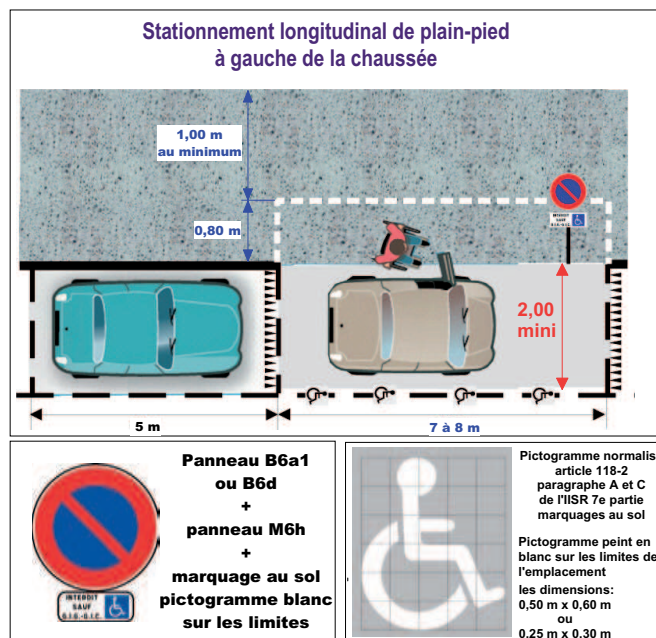 Stationnement longitudinal de plain-pied
à gauche de la chaussée
1,00 m
au minimum
0,80 m
INTERDIT
SAUF
G.I.G.-G.I.C.
2,00
mini
5 m
7 à 8 m
Panneau B6a1
ou B6d
+
panneau M6h
+
marquage au sol
pictogramme blanc
sur les limites
INTERDIT
SAUF
G.I.G.-G.I.C.
Pictogramme normalis
article 118-2
paragraphe A et C
de l'IISR 7e partie
marquages au sol
Pictogramme peint en
blanc sur les limites de
l'emplacement
les dimensions:
0,50 m x 0,60 m
ou
0,25 m x 0,30 m